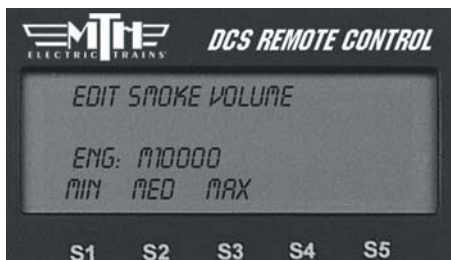 MTH DCS REMOTE CONTROL
ELECTRIC TRAINS
EDIT SMOKE VOLUME
ENG: M10000
MIN MED MAX
S1 S2 S3 S4 S5